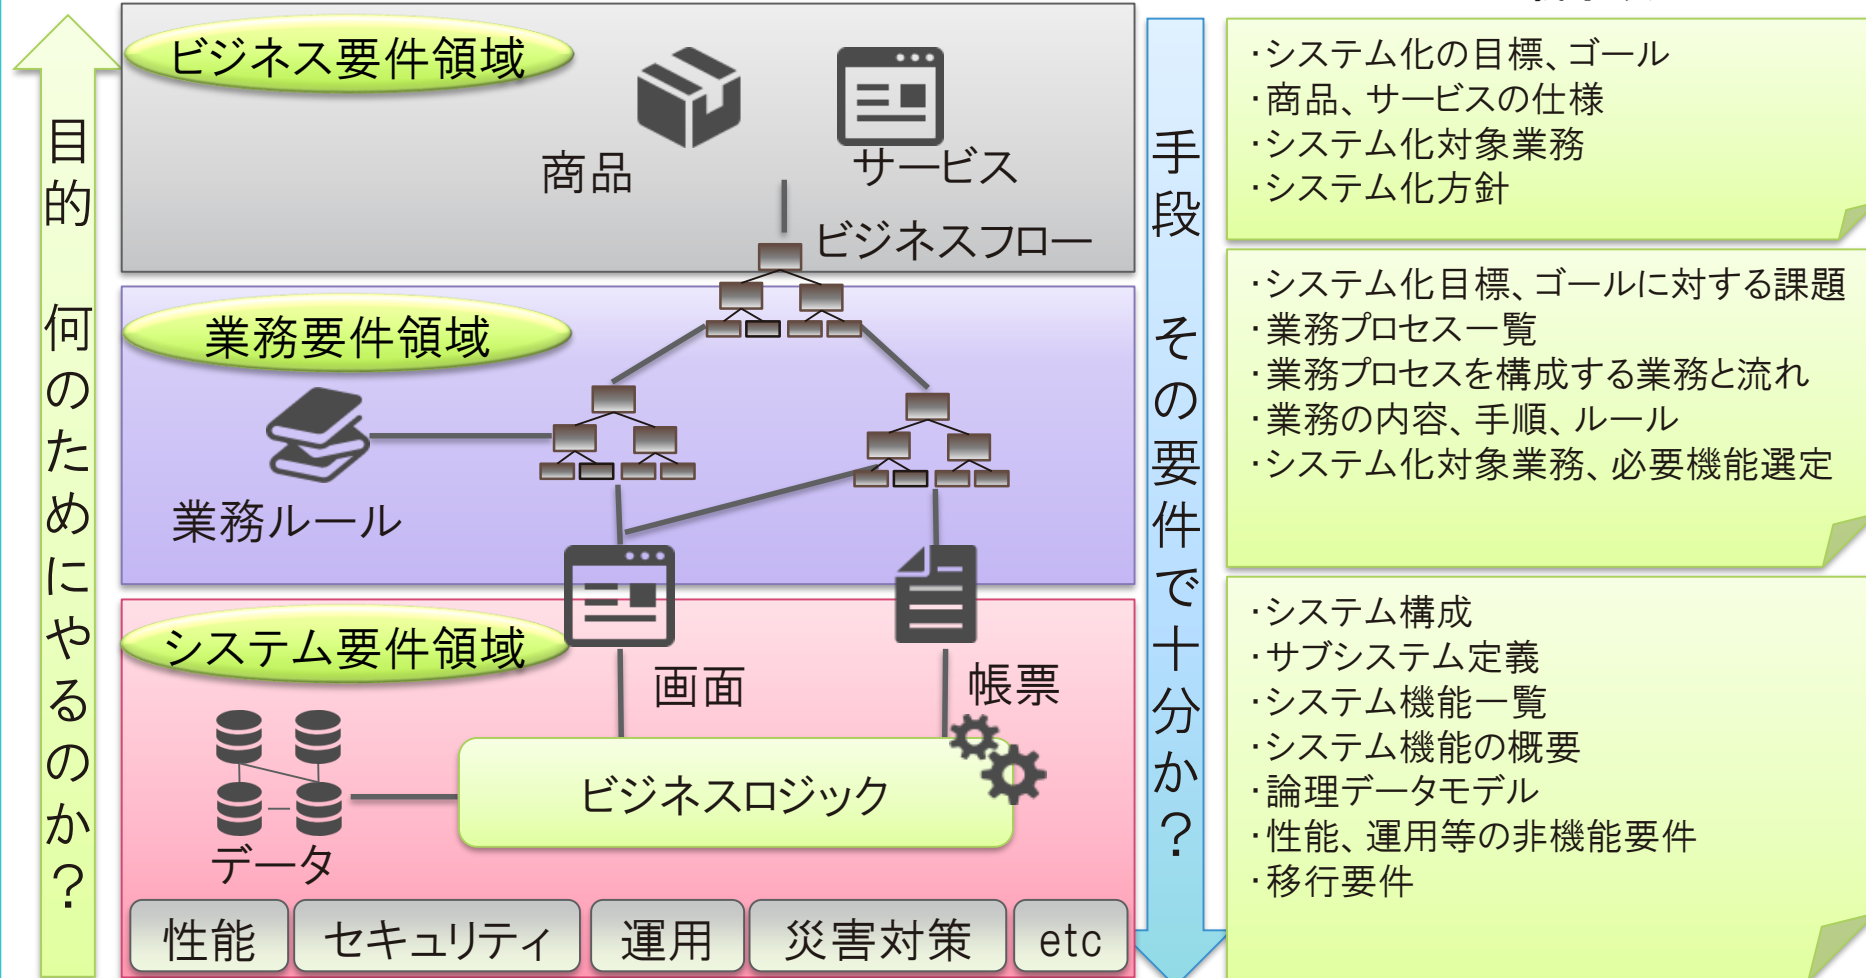 目的 何のためにやるのか？
ビジネス要件領域
商品
サービス
ビジネスフロー
業務要件領域
業務ルール
システム要件領域
画面
帳票
ビジネスロジック
データ
性能
セキュリティ
運用
災害対策
etc
手段 その要件で十分か？
・システム化の目標、ゴール
・商品、サービスの仕様
・システム化対象業務
・システム化方針
・システム化目標、ゴールに対する課題
・業務プロセス一覧
・業務プロセスを構成する業務と流れ
・業務の内容、手順、ルール
・システム化対象業務、必要機能選定
・システム構成
・サブシステム定義
・システム機能一覧
・システム機能の概要
・論理データモデル
・性能、運用等の非機能要件
・移行要件